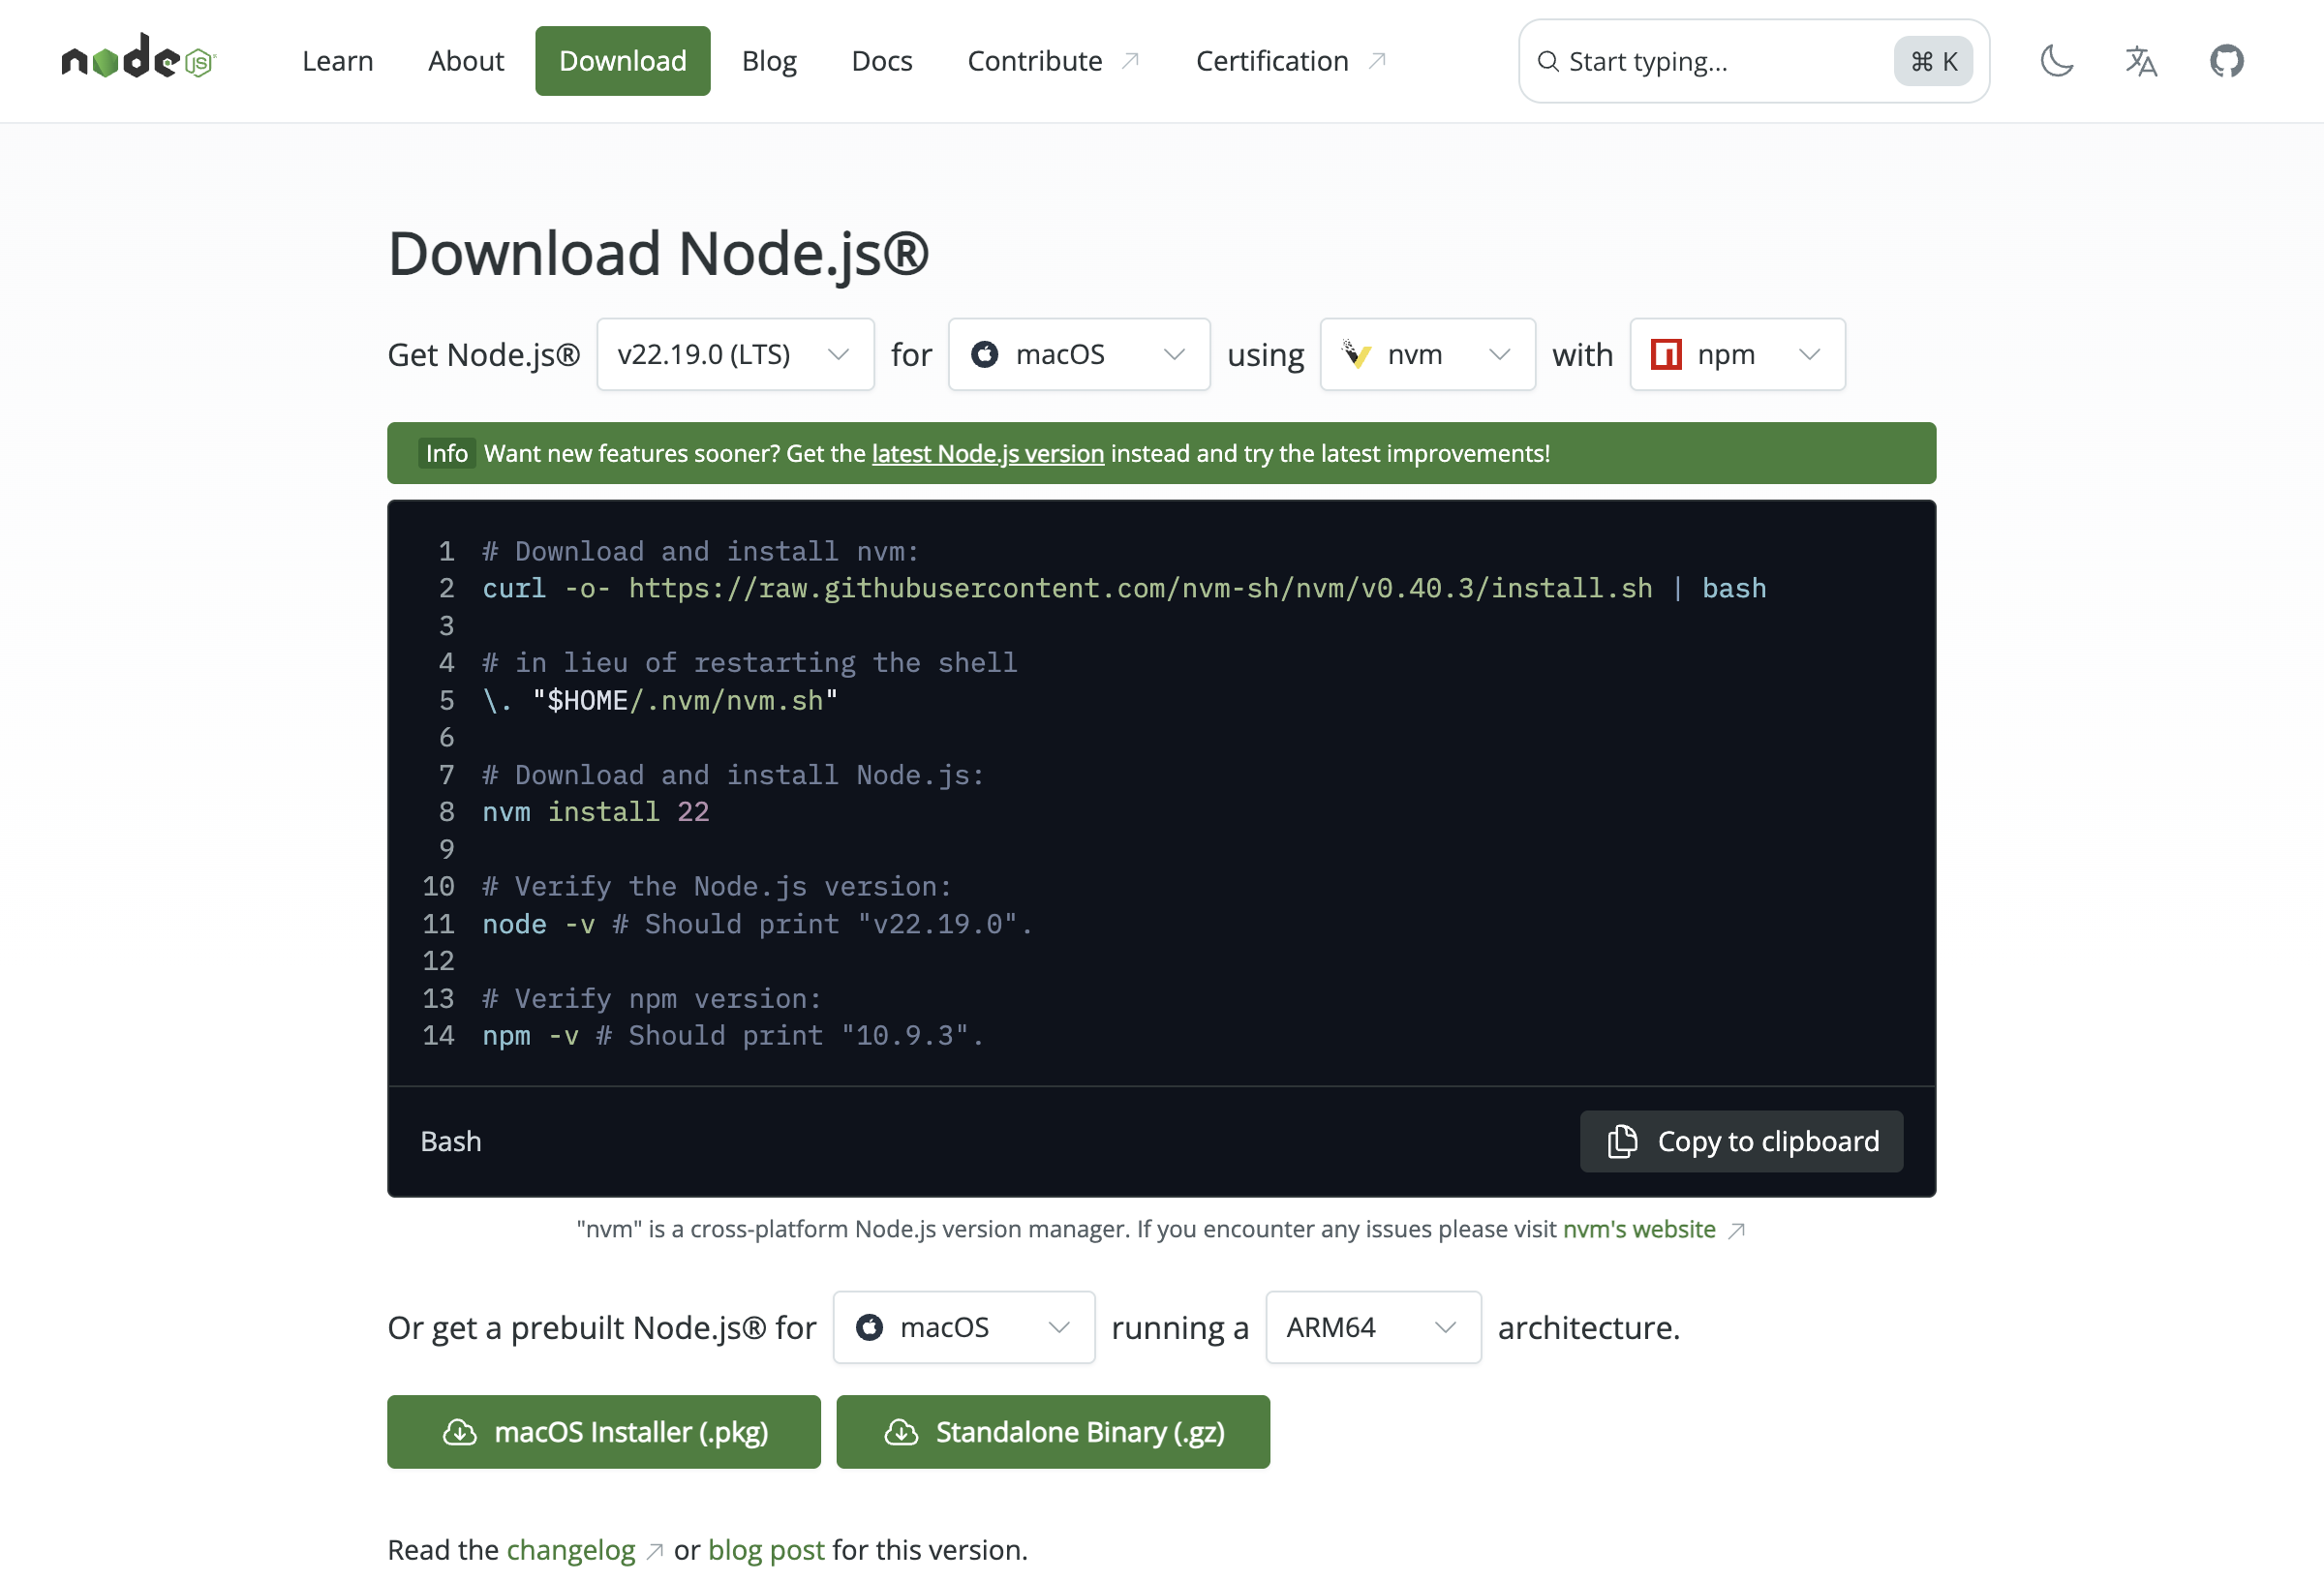 node JS
Learn About Download Blog Docs Contribute Certification Start typing... ⌘ K
Download Node.js®
Get Node.js® v22.19.0 (LTS) for macOS using nvm with npm
Info Want new features sooner? Get the latest Node.js version instead and try the latest improvements!
1 # Download and install nvm:
2 curl -o- https://raw.githubusercontent.com/nvm-sh/nvm/v0.40.3/install.sh | bash
3
4 # in lieu of restarting the shell
5 \. "$HOME/.nvm/nvm.sh"
6
7 # Download and install Node.js:
8 nvm install 22
9
10 # Verify the Node.js version:
11 node -v # Should print "v22.19.0".
12
13 # Verify npm version:
14 npm -v # Should print "10.9.3".
Bash Copy to clipboard
"nvm" is a cross-platform Node.js version manager. If you encounter any issues please visit nvm's website
Or get a prebuilt Node.js® for macOS running a ARM64 architecture.
macOS Installer (.pkg) Standalone Binary (.gz)
Read the changelog or blog post for this version.